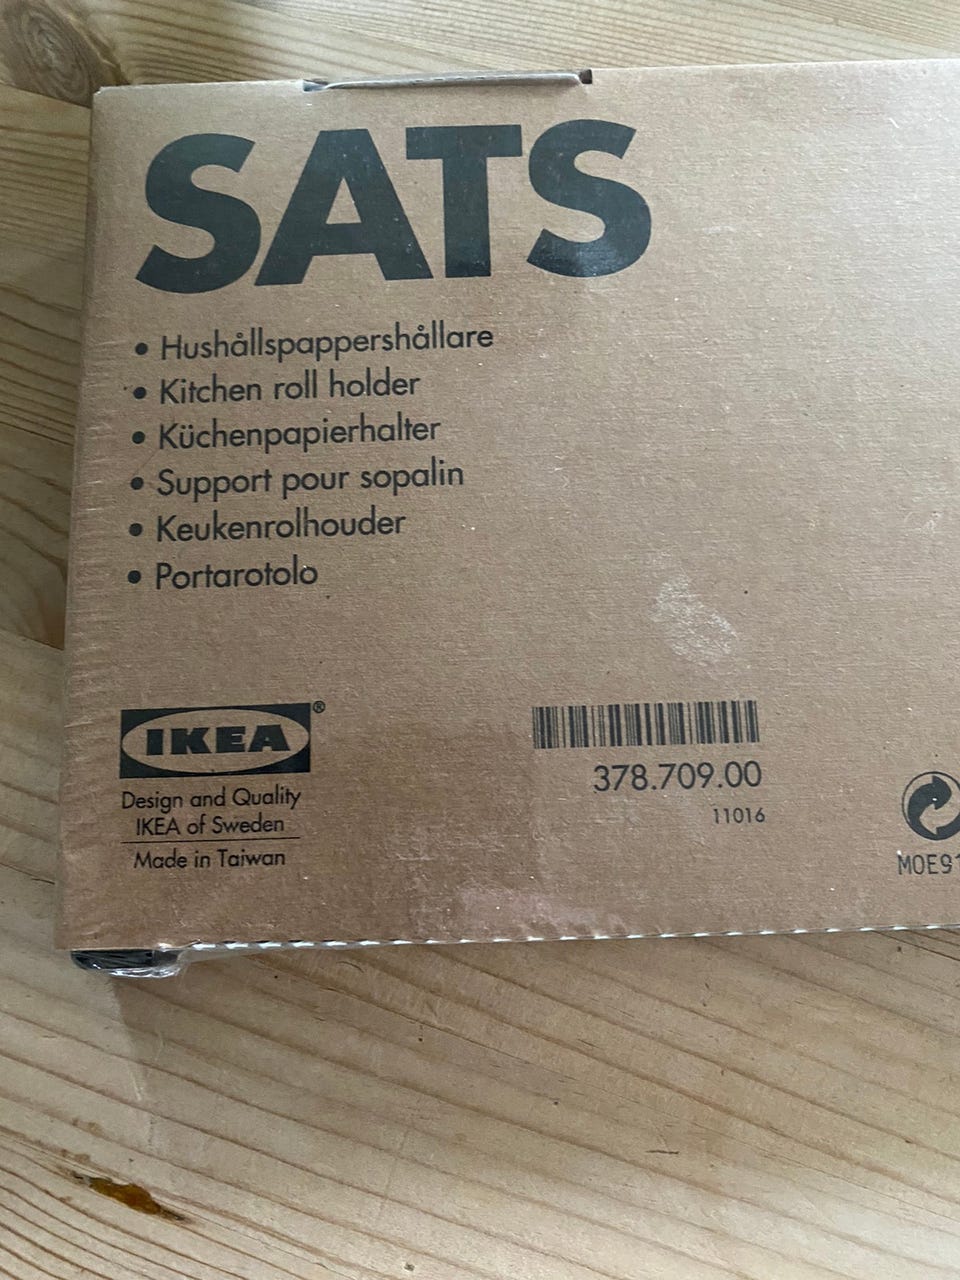 SATS
• Hushållspappershållare
• Kitchen roll holder
• Küchenpapierhalter
• Support pour sopalin
• Keukenrolhouder
• Portarotolo
IKEA®
Design and Quality
IKEA of Sweden
Made in Taiwan
378.709.00
11016